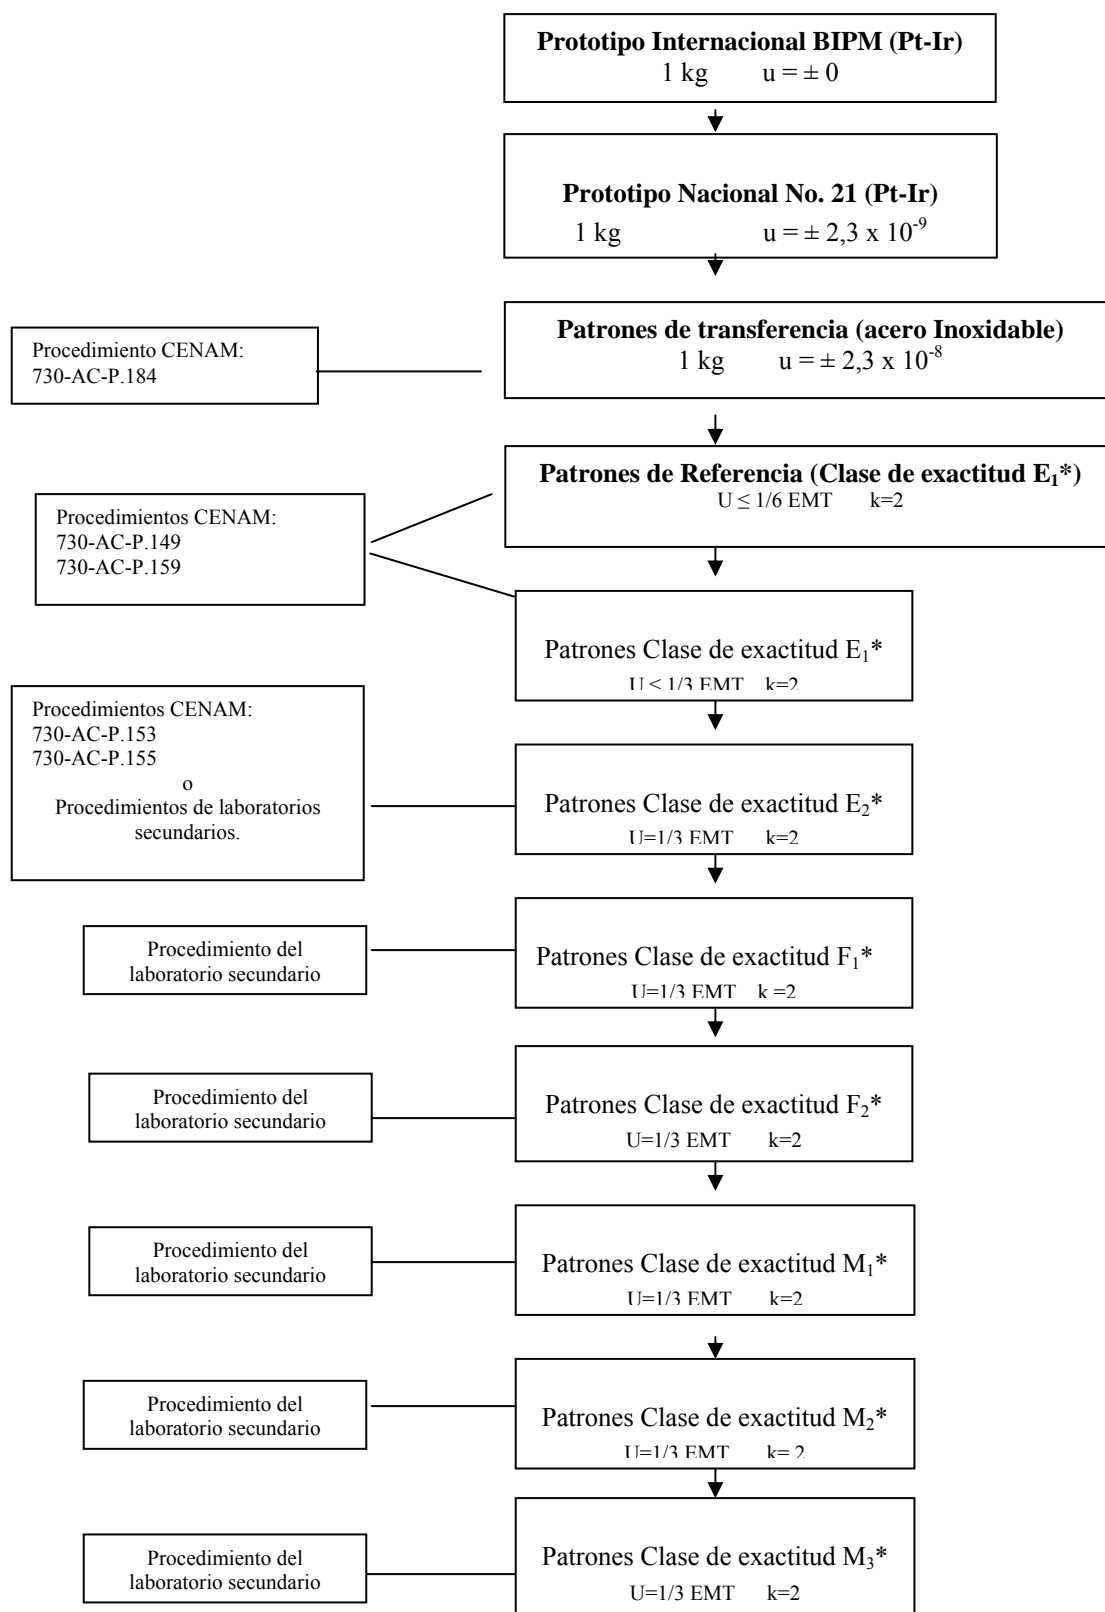 Prototipo Internacional BIPM (Pt-Ir)
1 kg u = ± 0
Prototipo Nacional No. 21 (Pt-Ir)
1 kg u = ± 2,3 x 10⁻⁹
Patrones de transferencia (acero Inoxidable)
1 kg u = ± 2,3 x 10⁻⁸
Procedimiento CENAM:
730-AC-P.184
Patrones de Referencia (Clase de exactitud E₁*)
U ≤ 1/6 EMT k=2
Procedimientos CENAM:
730-AC-P.149
730-AC-P.159
Patrones Clase de exactitud E₁*
U < 1/3 EMT k=2
Procedimientos CENAM:
730-AC-P.153
730-AC-P.155
o
Procedimientos de laboratorios
secundarios.
Patrones Clase de exactitud E₂*
U=1/3 EMT k=2
Procedimiento del
laboratorio secundario
Patrones Clase de exactitud F₁*
U=1/3 EMT k =2
Procedimiento del
laboratorio secundario
Patrones Clase de exactitud F₂*
U=1/3 EMT k=2
Procedimiento del
laboratorio secundario
Patrones Clase de exactitud M₁*
U=1/3 EMT k=2
Procedimiento del
laboratorio secundario
Patrones Clase de exactitud M₂*
U=1/3 EMT k= 2
Procedimiento del
laboratorio secundario
Patrones Clase de exactitud M₃*
U=1/3 EMT k=2